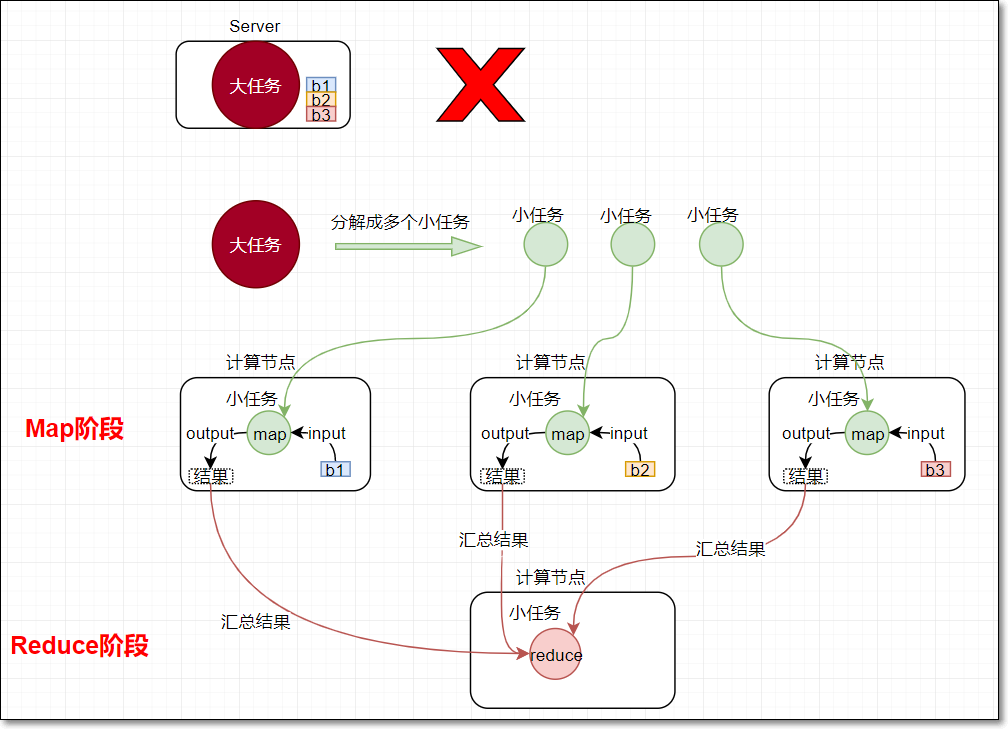 Server
大任务
b1
b2
b3
大任务
分解成多个小任务
小任务
小任务
小任务
计算节点
计算节点
计算节点
小任务
小任务
小任务
Map阶段
output
map
input
output
map
input
output
map
input
结果
b1
结果
b2
结果
b3
汇总结果
汇总结果
计算节点
小任务
汇总结果
Reduce阶段
reduce